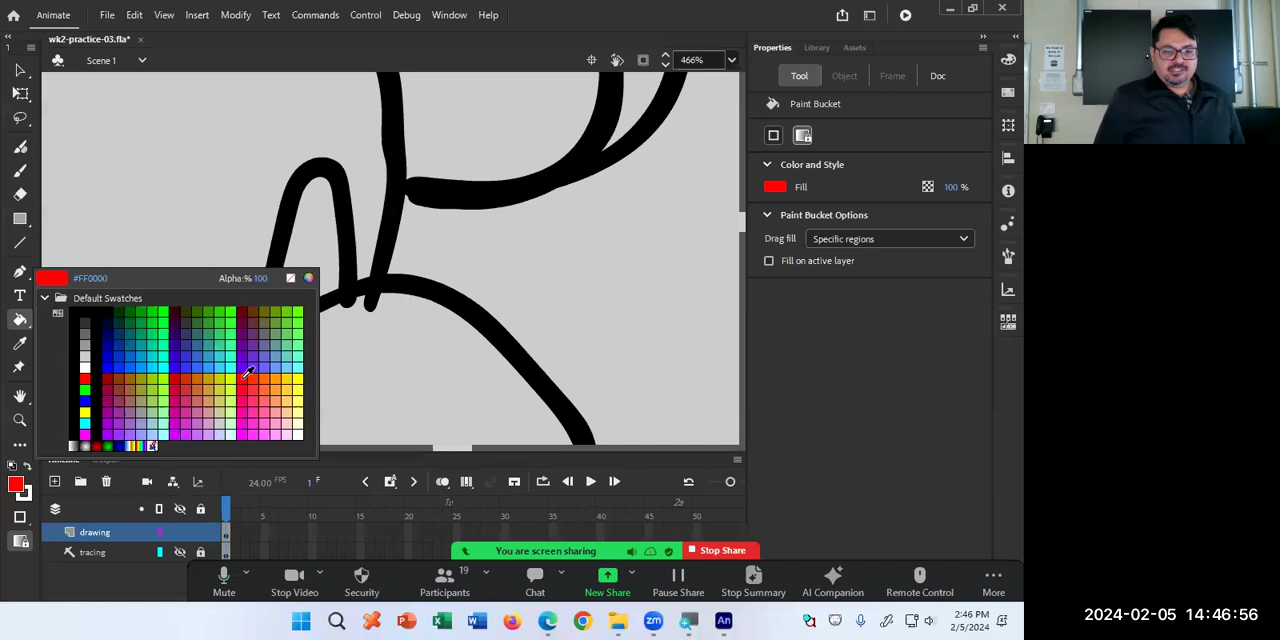 Animate File Edit View Insert Modify Text Commands Control Debug Window Help
wk2-practice-03.fla* ×
Scene 1
466%
Properties Library Assets
Tool Object Frame Doc
Paint Bucket
Color and Style
Fill 100 %
Paint Bucket Options
Drag fill Specific regions
Fill on active layer
#FF0000 Alpha:% 100
Default Swatches
24.00 FPS 1 F
1s 2s
5 10 15 20 25 30 35 40 45 50
drawing
tracing
You are screen sharing Stop Share
19
Mute Stop Video Security Participants Chat New Share Pause Share Stop Summary AI Companion Remote Control More
2:46 PM
2/5/2024
2024-02-05 14:46:56